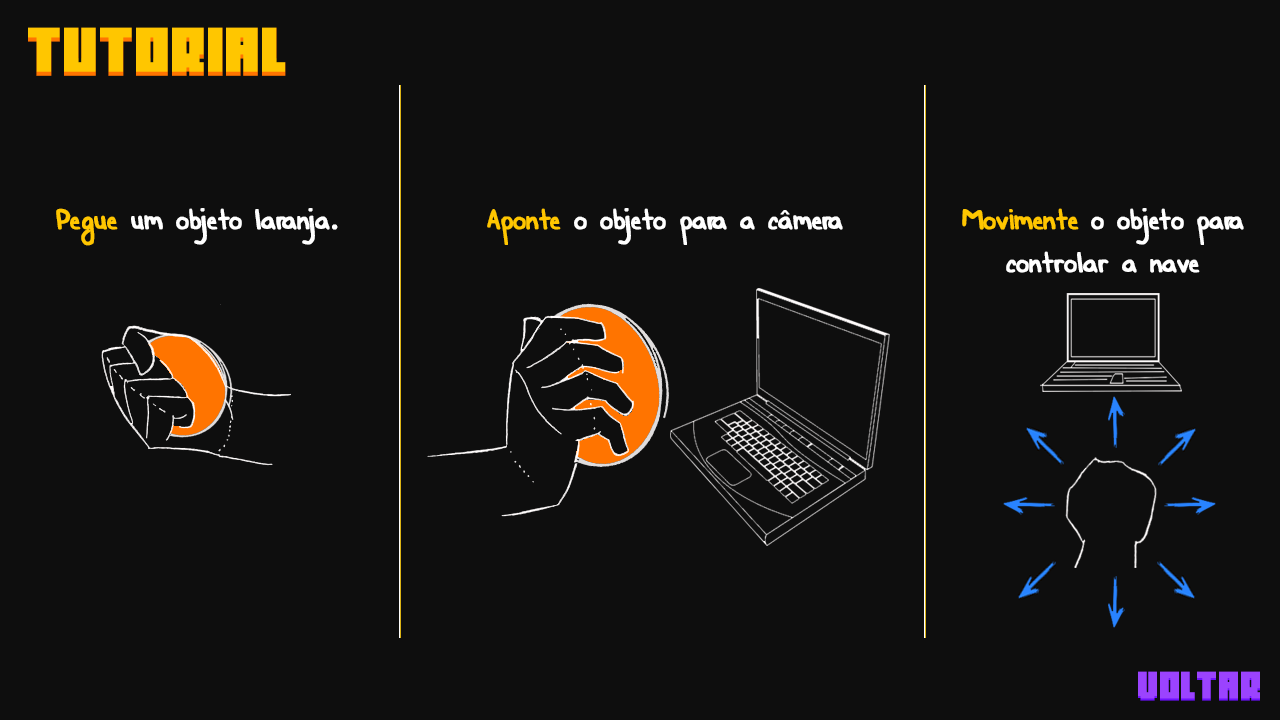 TUTORIAL
Pegue um objeto laranja.
Aponte o objeto para a câmera
Movimente o objeto para
controlar a nave
VOLTAR